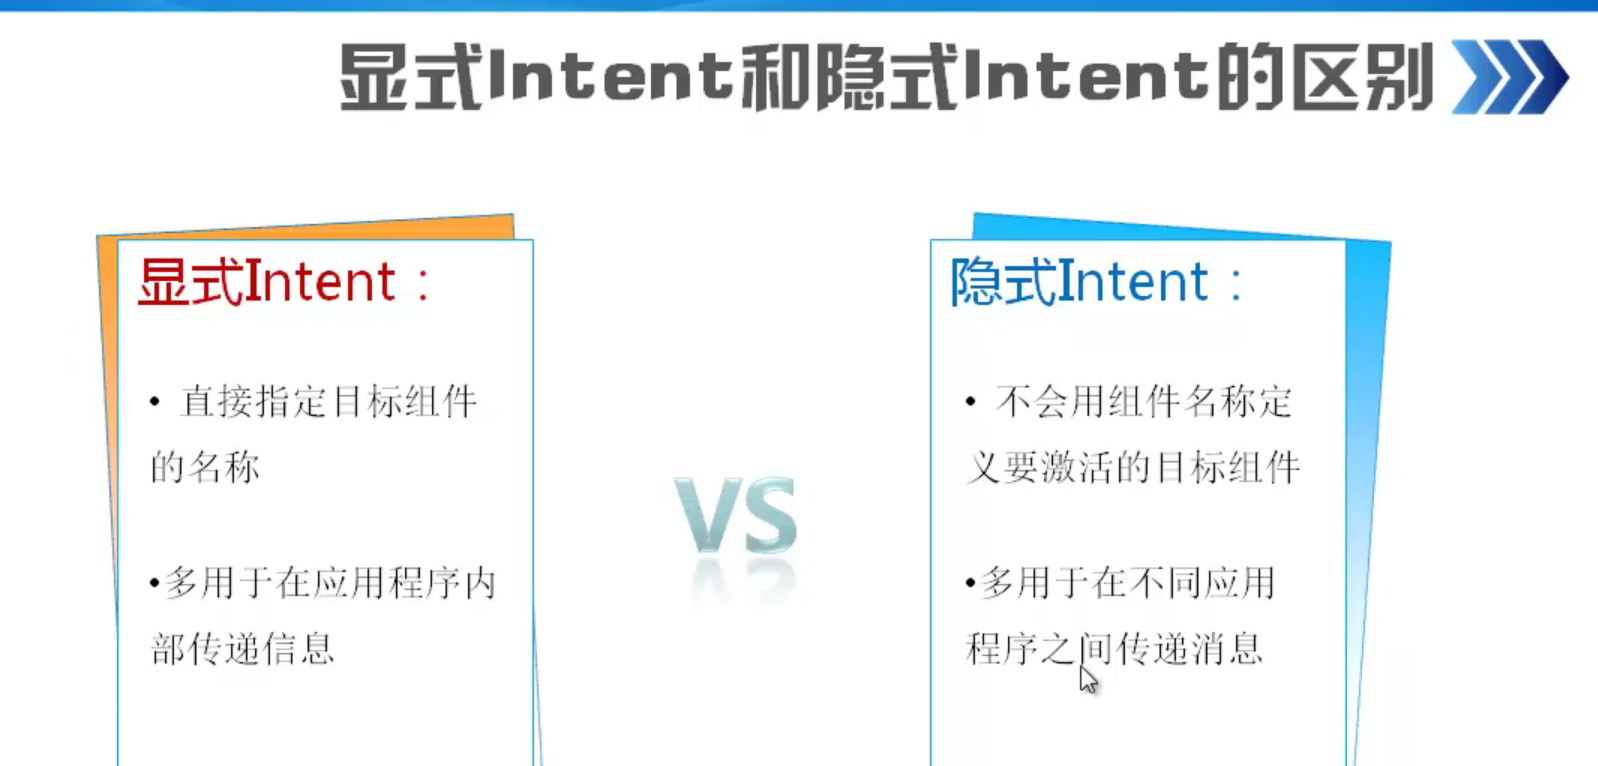 显式Intent和隐式Intent的区别
显式Intent：
• 直接指定目标组件
的名称
•多用于在应用程序内
部传递信息
VS
隐式Intent：
• 不会用组件名称定
义要激活的目标组件
•多用于在不同应用
程序之间传递消息